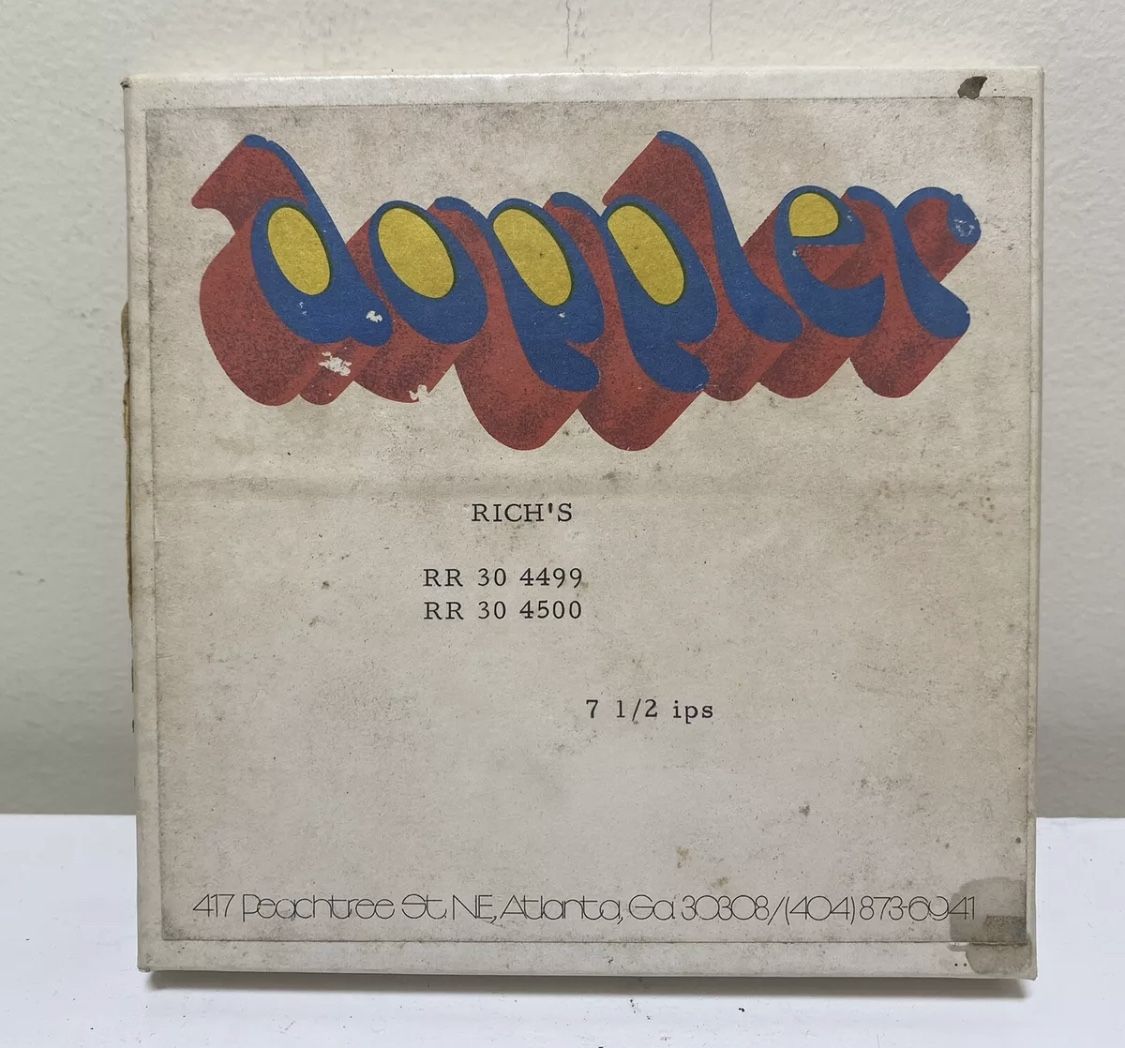 doppler
RICH'S
RR 30 4499
RR 30 4500
7 1/2 ips
417 Peachtree St. NE, Atlanta, Ga 30308/(404) 873-6941